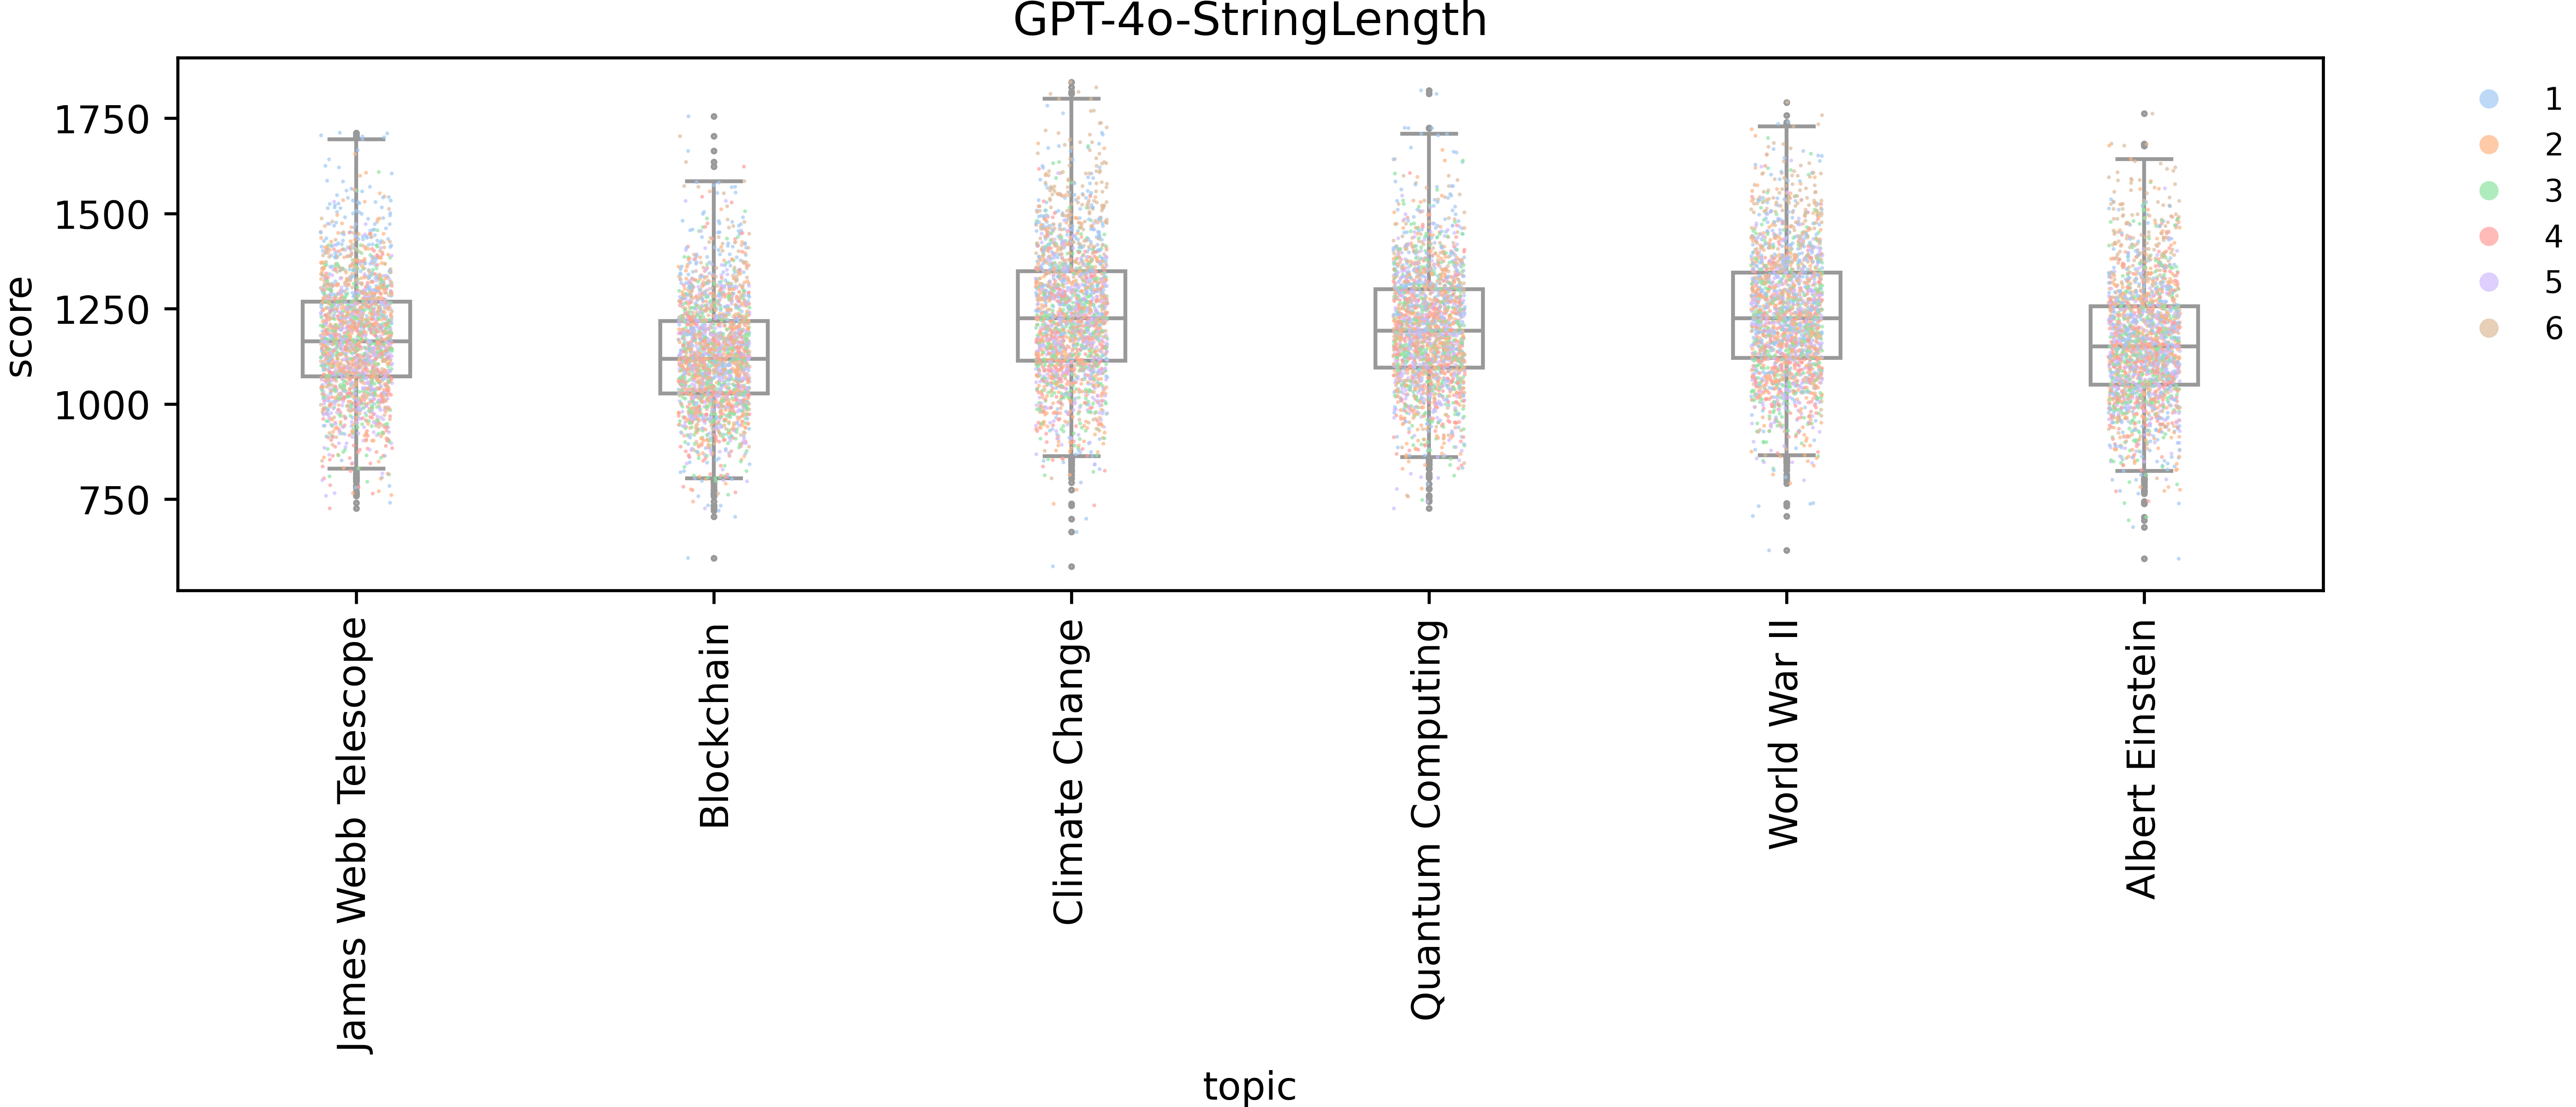 GPT-4o-StringLength
score
1750
1500
1250
1000
750
1
2
3
4
5
6
James Webb Telescope
Blockchain
Climate Change
Quantum Computing
World War II
Albert Einstein
topic